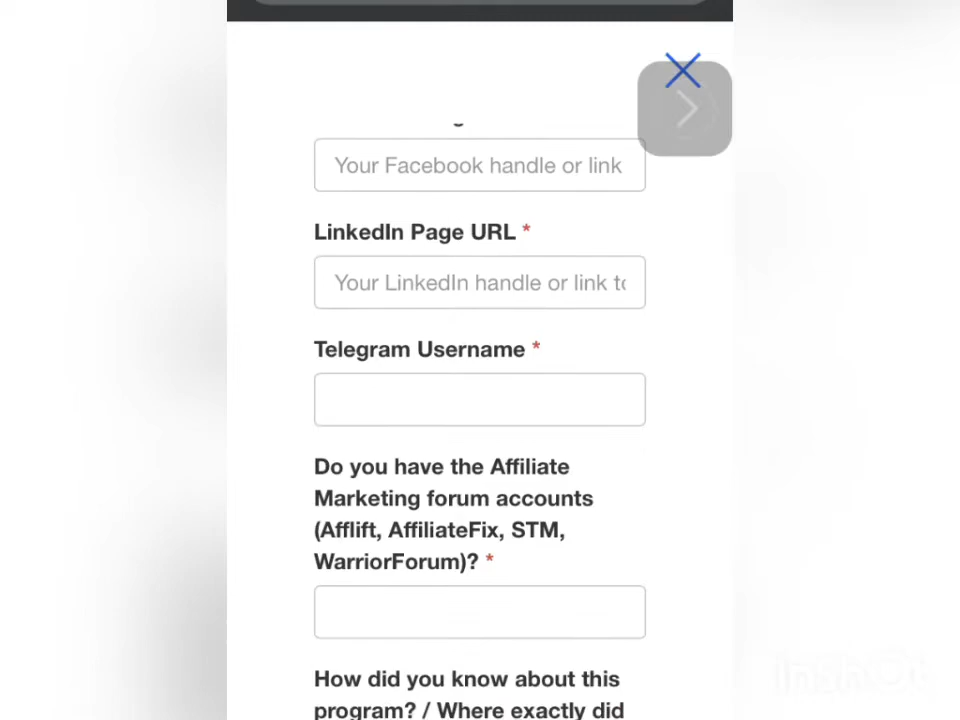 Your Facebook handle or link
LinkedIn Page URL *
Your LinkedIn handle or link to
Telegram Username *
Do you have the Affiliate
Marketing forum accounts
(Afflift, AffiliateFix, STM,
WarriorForum)? *
How did you know about this
program? / Where exactly did